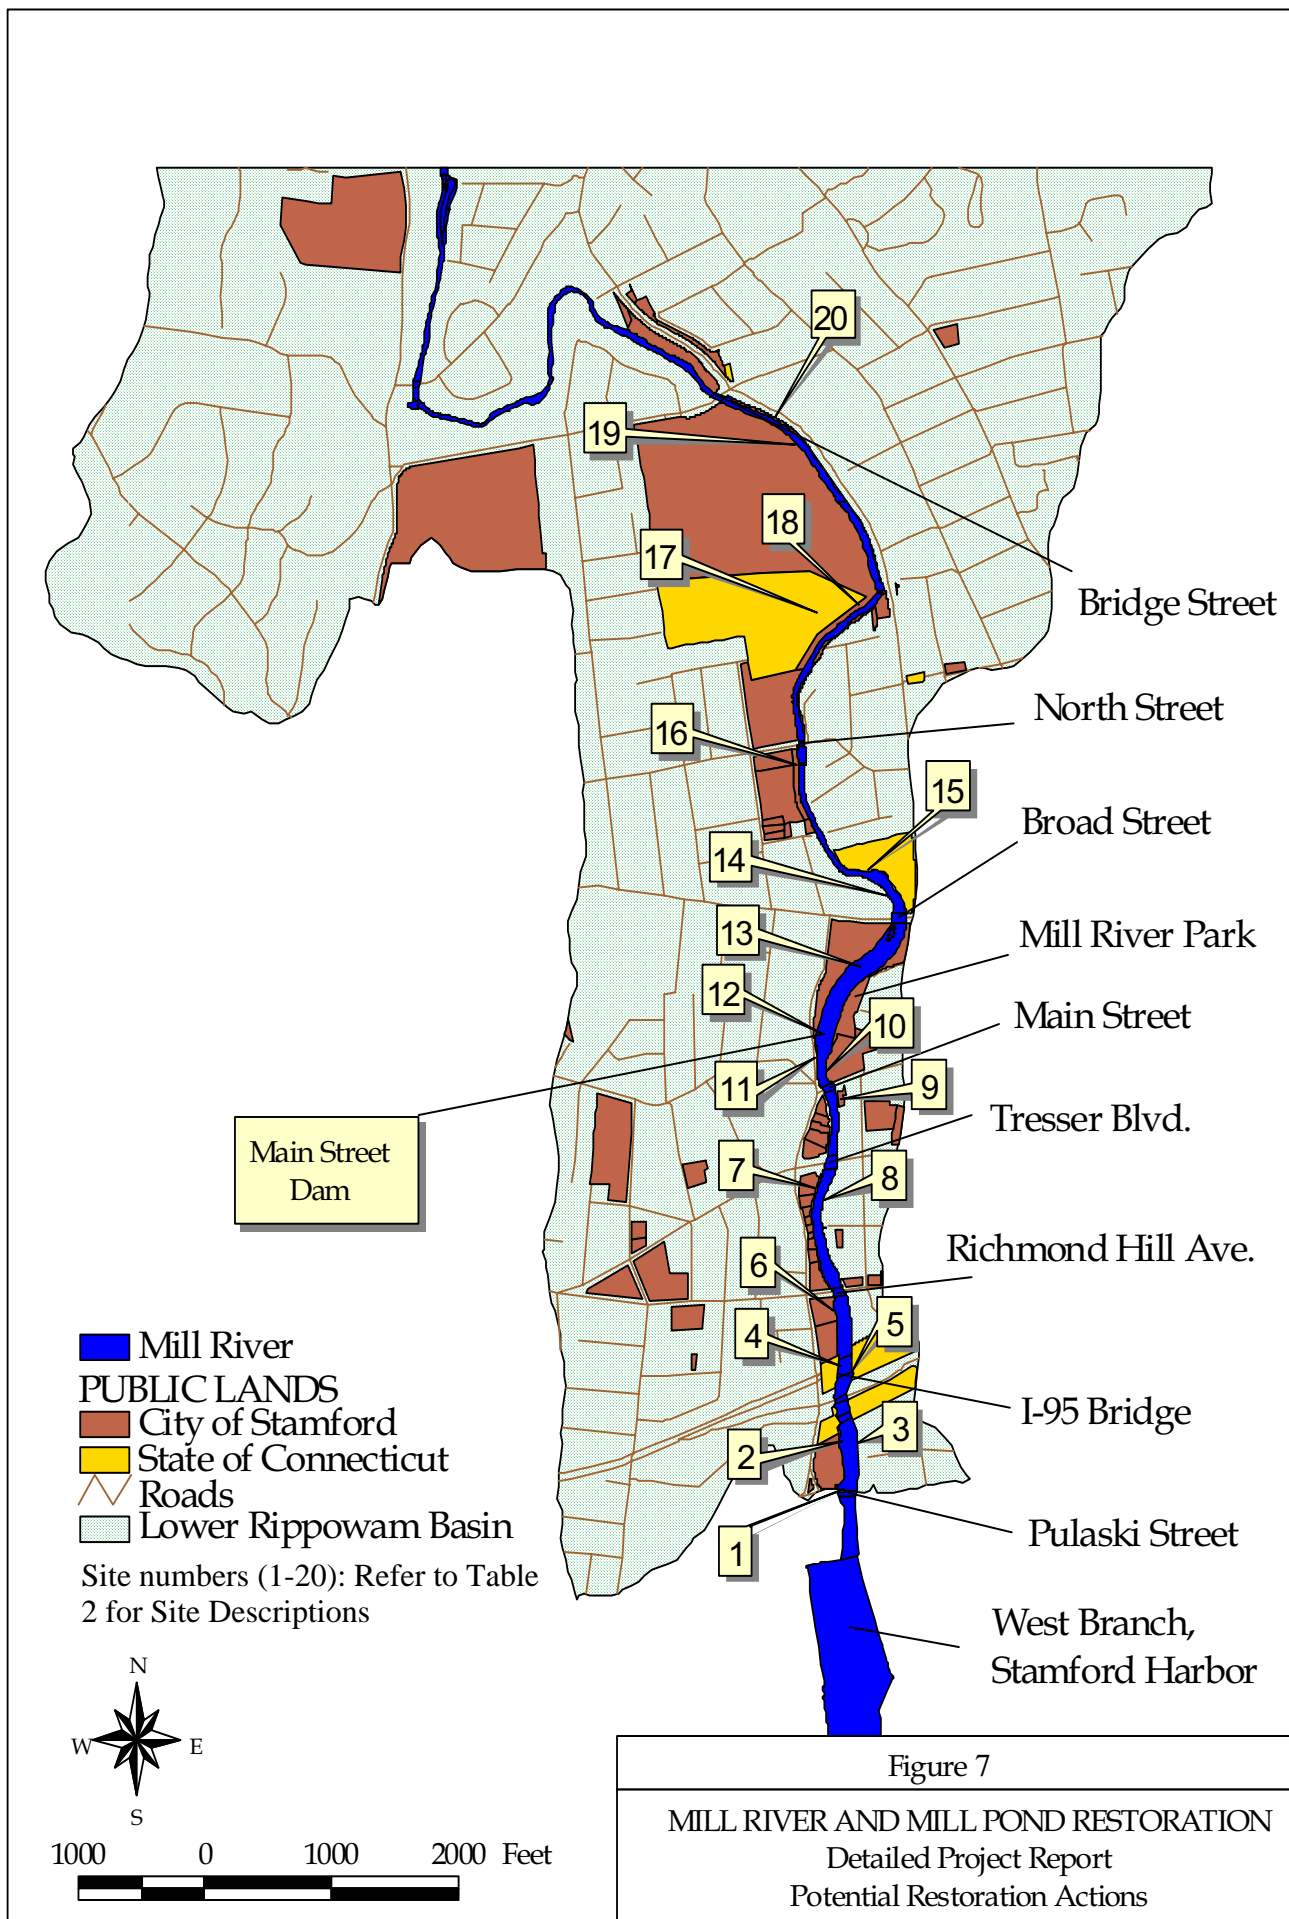 20
19
18
17
Bridge Street
North Street
16
15
Broad Street
14
13
Mill River Park
12
10
Main Street
11
9
Tresser Blvd.
Main Street
Dam
7
8
Richmond Hill Ave.
6
5
4
I-95 Bridge
3
2
Pulaski Street
1
West Branch,
Stamford Harbor
Mill River
PUBLIC LANDS
City of Stamford
State of Connecticut
Roads
Lower Rippowam Basin
Site numbers (1-20): Refer to Table
2 for Site Descriptions
N
W E
S
1000 0 1000 2000 Feet
Figure 7
MILL RIVER AND MILL POND RESTORATION
Detailed Project Report
Potential Restoration Actions